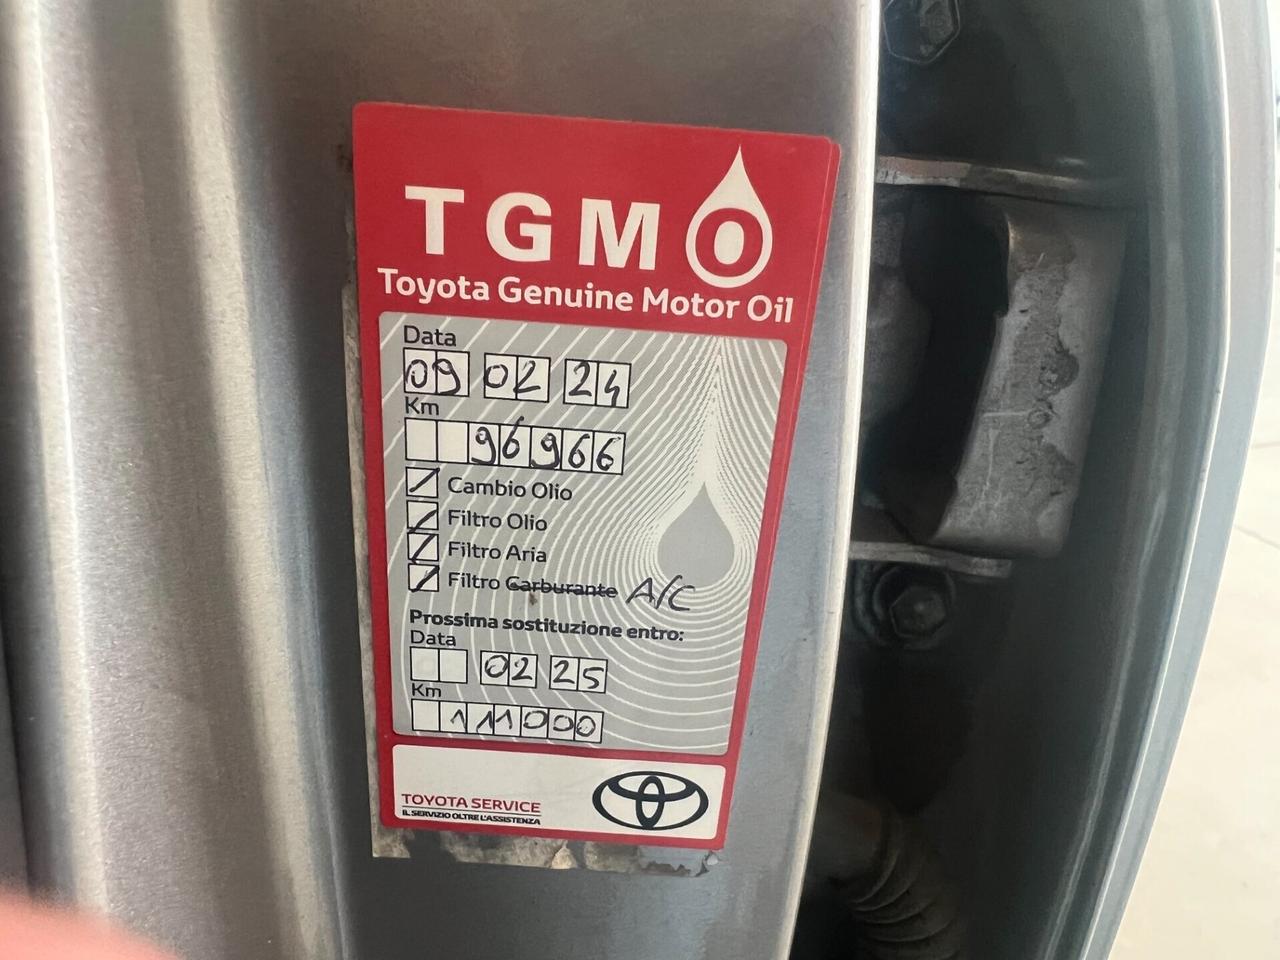 TGMO
Toyota Genuine Motor Oil
Data
09 02 24
Km
96966
Cambio Olio
Filtro Olio
Filtro Aria
Filtro Carburante A/C
Prossima sostituzione entro:
Data
02 25
Km
111000
TOYOTA SERVICE
IL SERVIZIO OLTRE L'ASSISTENZA